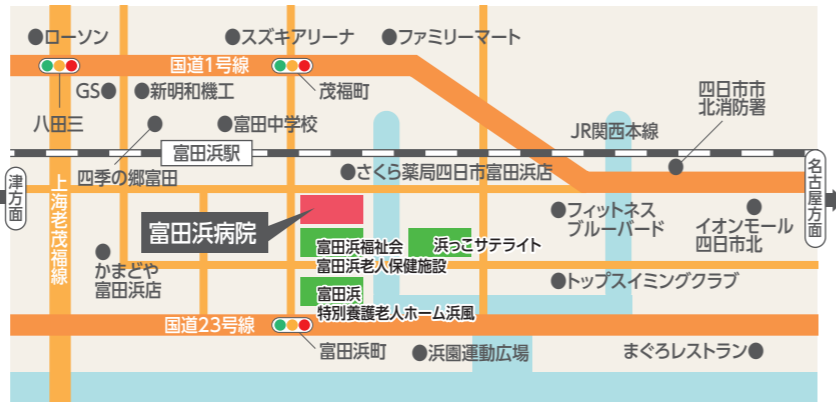 ローソン
スズキアリーナ
ファミリーマート
国道1号線
GS
新明和機工
茂福町
四日市市
北消防署
八田三
富田中学校
JR関西本線
富田浜駅
四季の郷富田
さくら薬局四日市富田浜店
津方面
名古屋方面
上海老茂福線
富田浜病院
フィットネス
ブルーバード
イオンモール
四日市北
富田浜福祉会
富田浜老人保健施設
浜っこサテライト
かまどや
富田浜店
富田浜
特別養護老人ホーム浜風
トップスイミングクラブ
国道23号線
富田浜町
浜園運動広場
まぐろレストラン